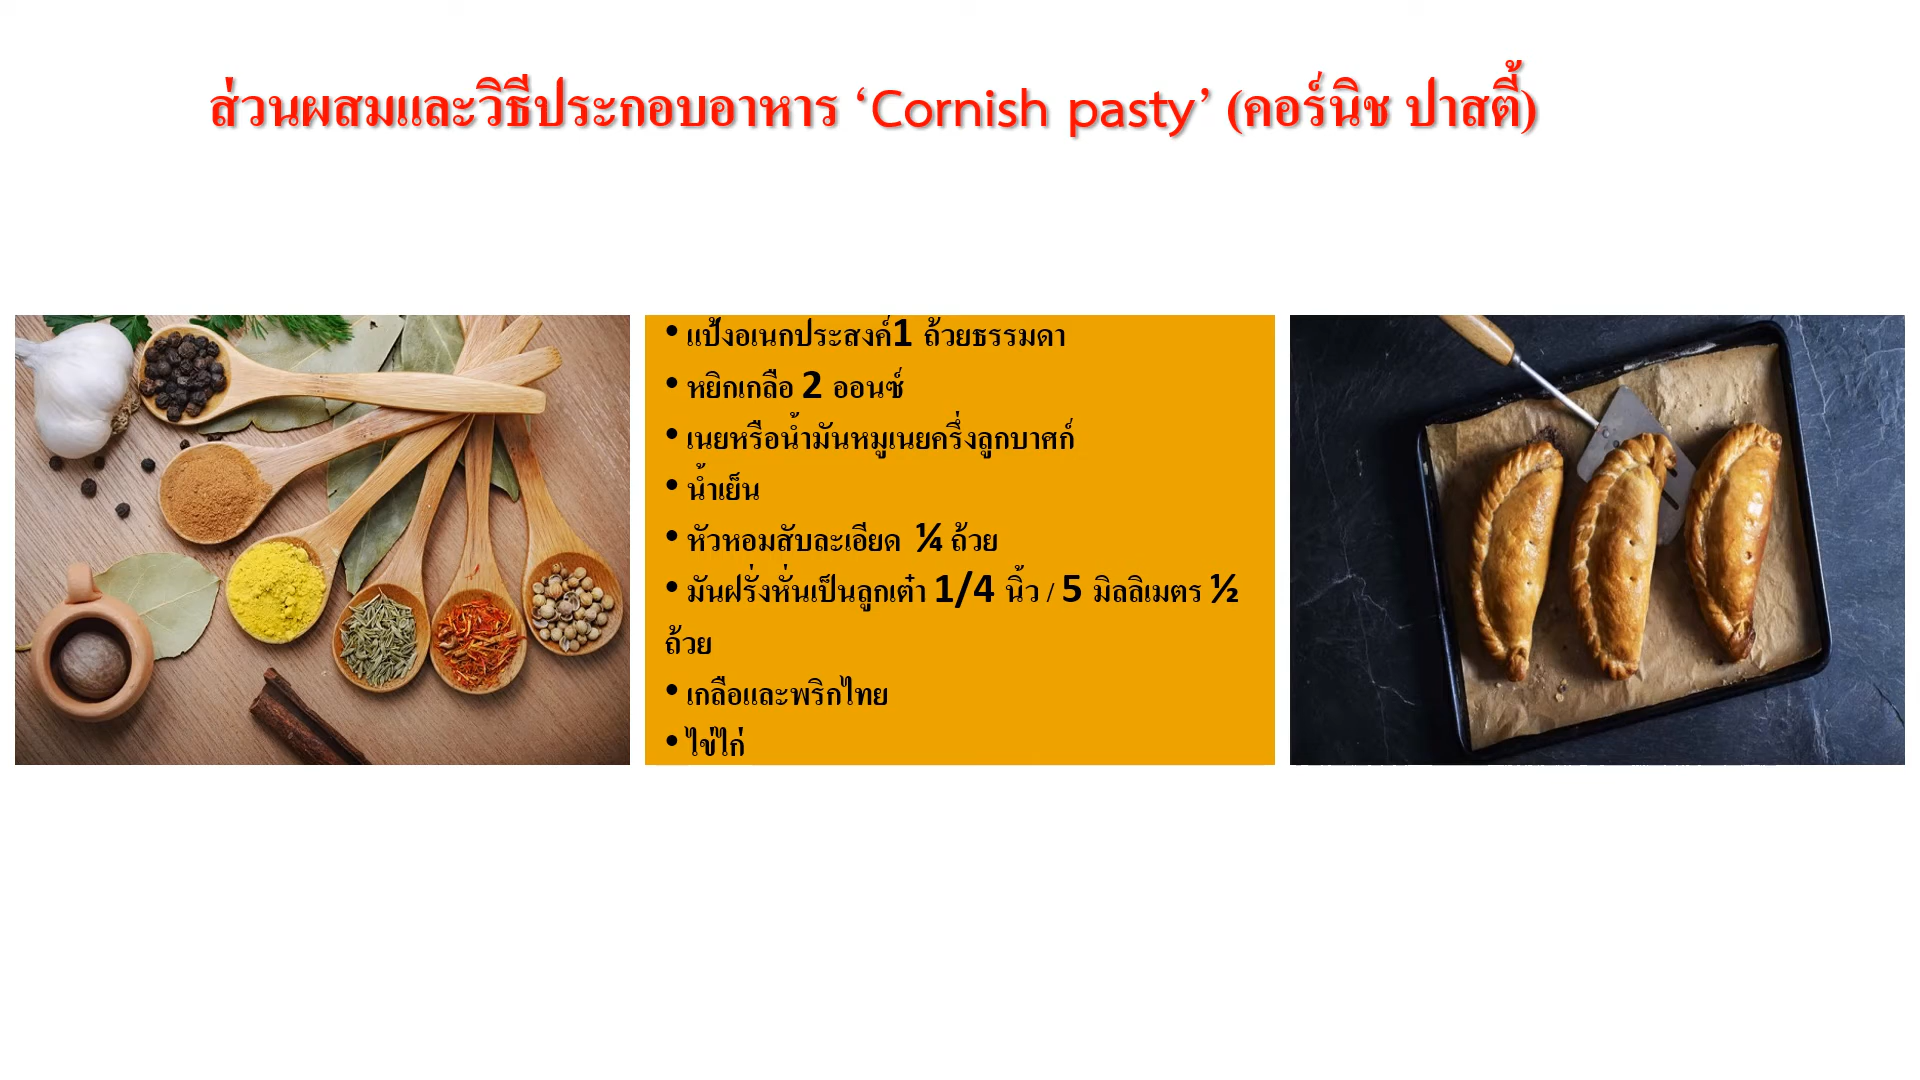 ส่วนผสมและวิธีประกอบอาหาร ‘Cornish pasty’ (คอร์นิช ปาสตี้)
• แป้งอเนกประสงค์1 ถ้วยธรรมดา
• หยิกเกลือ 2 ออนซ์
• เนยหรือน้ำมันหมูเนยครึ่งลูกบาศก์
• น้ำเย็น
• หัวหอมสับละเอียด ¼ ถ้วย
• มันฝรั่งหั่นเป็นลูกเต๋า 1/4 นิ้ว / 5 มิลลิเมตร ½
ถ้วย
• เกลือและพริกไทย
• ไข่ไก่